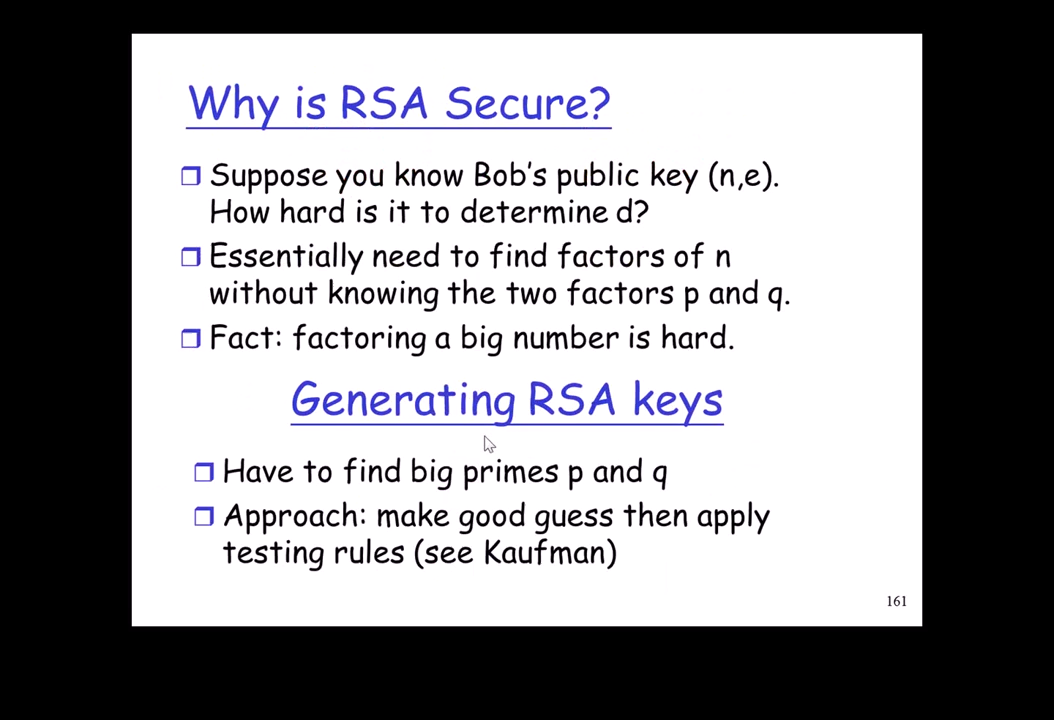 Why is RSA Secure?
Suppose you know Bob's public key (n,e).
How hard is it to determine d?
Essentially need to find factors of n
without knowing the two factors p and q.
Fact: factoring a big number is hard.
Generating RSA keys
Have to find big primes p and q
Approach: make good guess then apply
testing rules (see Kaufman)
161